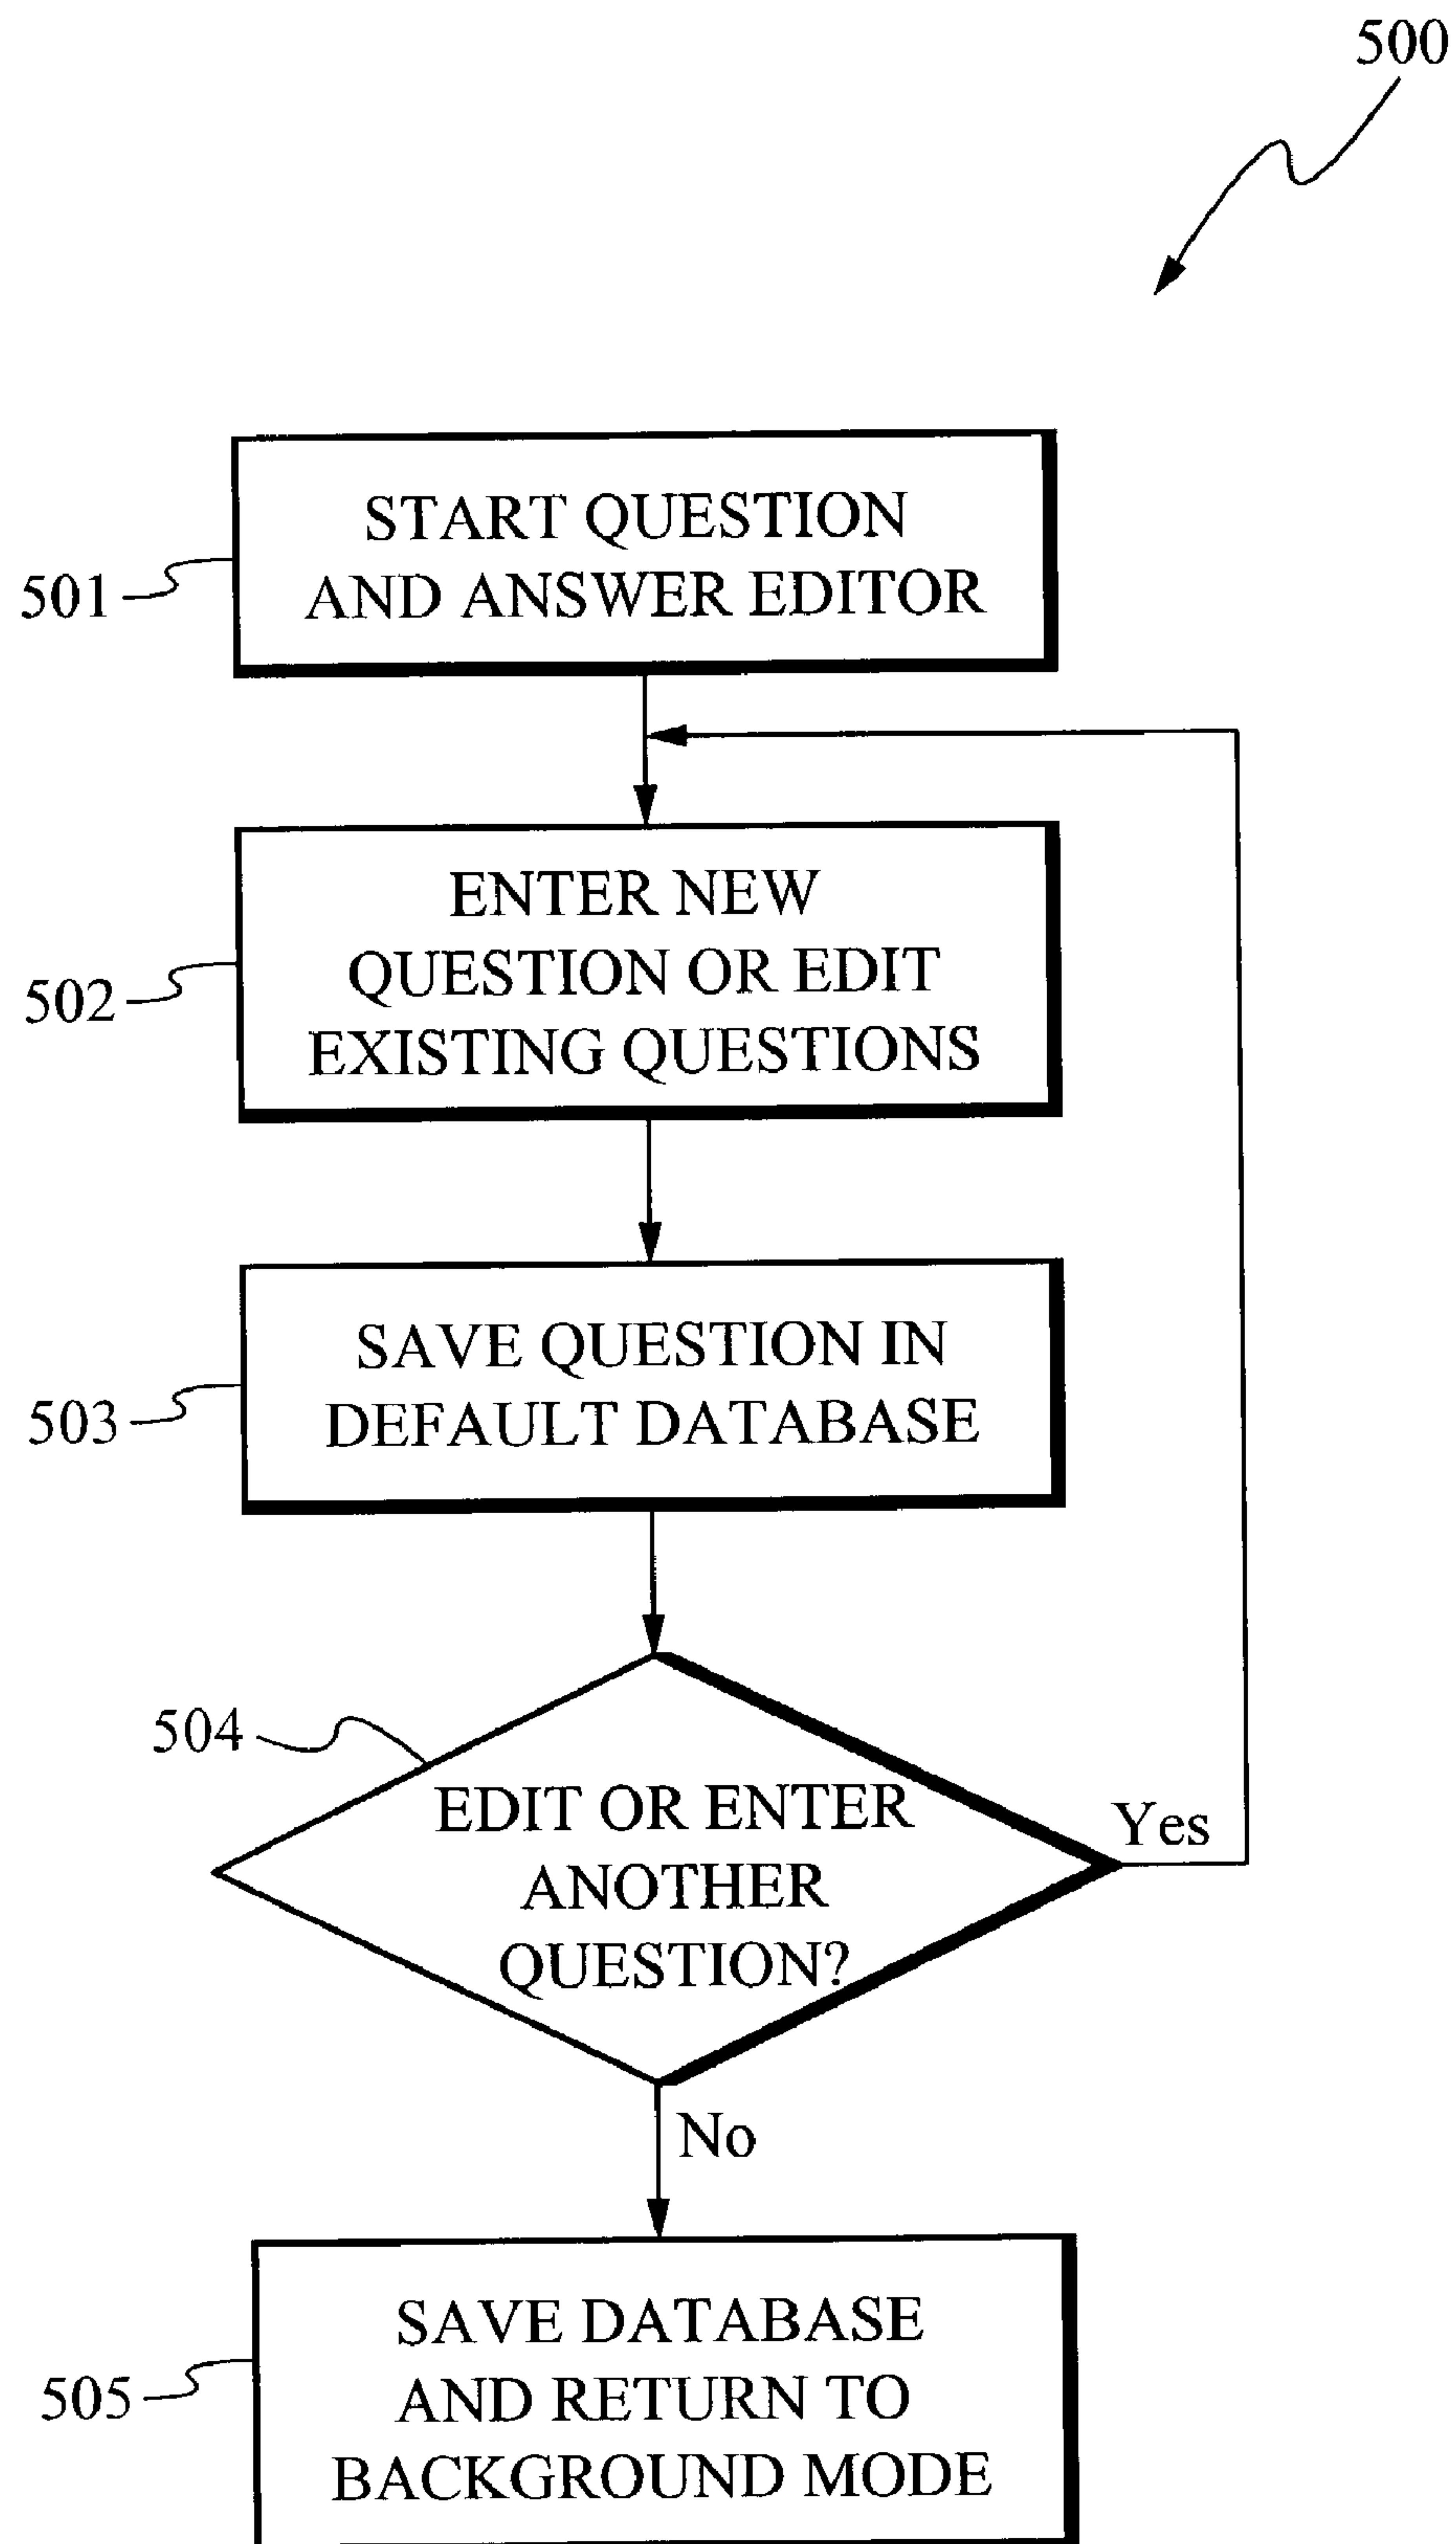 500
START QUESTION
AND ANSWER EDITOR
501
ENTER NEW
QUESTION OR EDIT
EXISTING QUESTIONS
502
SAVE QUESTION IN
DEFAULT DATABASE
503
504
EDIT OR ENTER
ANOTHER
QUESTION?
Yes
No
SAVE DATABASE
AND RETURN TO
BACKGROUND MODE
505